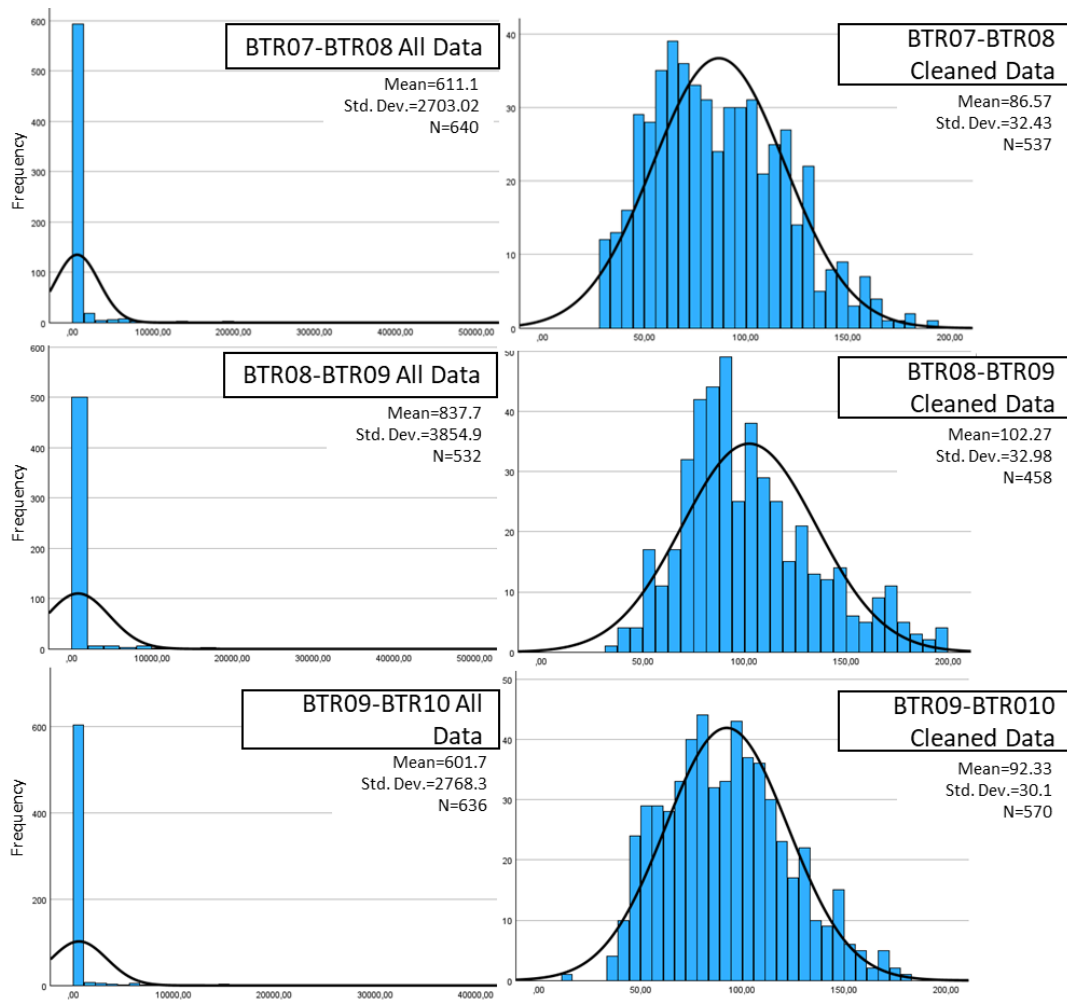 BTR07-BTR08 All Data
Mean=611.1
Std. Dev.=2703.02
N=640
Frequency
600
500
400
300
200
100
0
,00 10000,00 20000,00 30000,00 40000,00 50000,00
BTR07-BTR08
Cleaned Data
Mean=86.57
Std. Dev.=32.43
N=537
40
30
20
10
0
,00 50,00 100,00 150,00 200,00
BTR08-BTR09 All Data
Mean=837.7
Std. Dev.=3854.9
N=532
Frequency
600
500
400
300
200
100
0
,00 10000,00 20000,00 30000,00 40000,00 50000,00
BTR08-BTR09
Cleaned Data
Mean=102.27
Std. Dev.=32.98
N=458
50
40
30
20
10
0
,00 50,00 100,00 150,00 200,00
BTR09-BTR10 All
Data
Mean=601.7
Std. Dev.=2768.3
N=636
Frequency
600
400
200
0
,00 10000,00 20000,00 30000,00 40000,00
BTR09-BTR010
Cleaned Data
Mean=92.33
Std. Dev.=30.1
N=570
50
40
30
20
10
0
,00 50,00 100,00 150,00 200,00